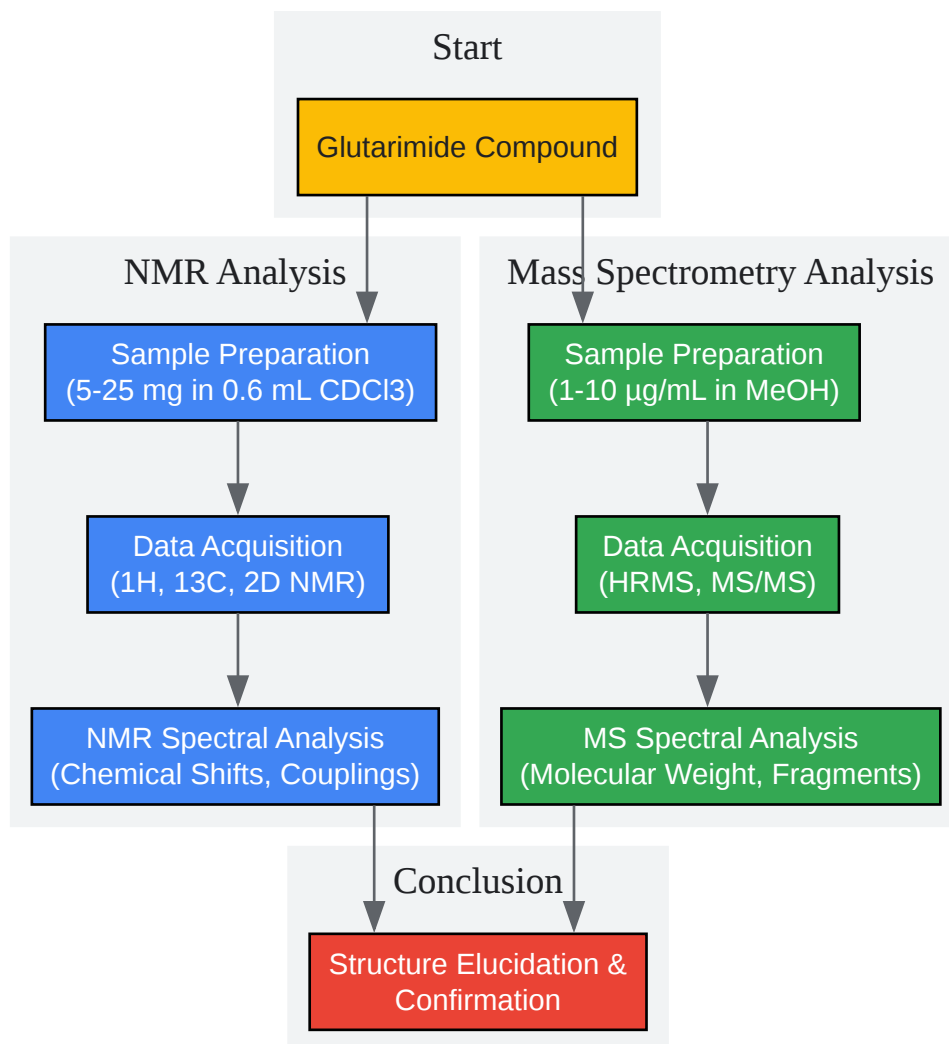 Start
Glutarimide Compound
NMR Analysis
Sample Preparation
(5-25 mg in 0.6 mL CDCl3)
Data Acquisition
(1H, 13C, 2D NMR)
NMR Spectral Analysis
(Chemical Shifts, Couplings)
Mass Spectrometry Analysis
Sample Preparation
(1-10 µg/mL in MeOH)
Data Acquisition
(HRMS, MS/MS)
MS Spectral Analysis
(Molecular Weight, Fragments)
Conclusion
Structure Elucidation &
Confirmation